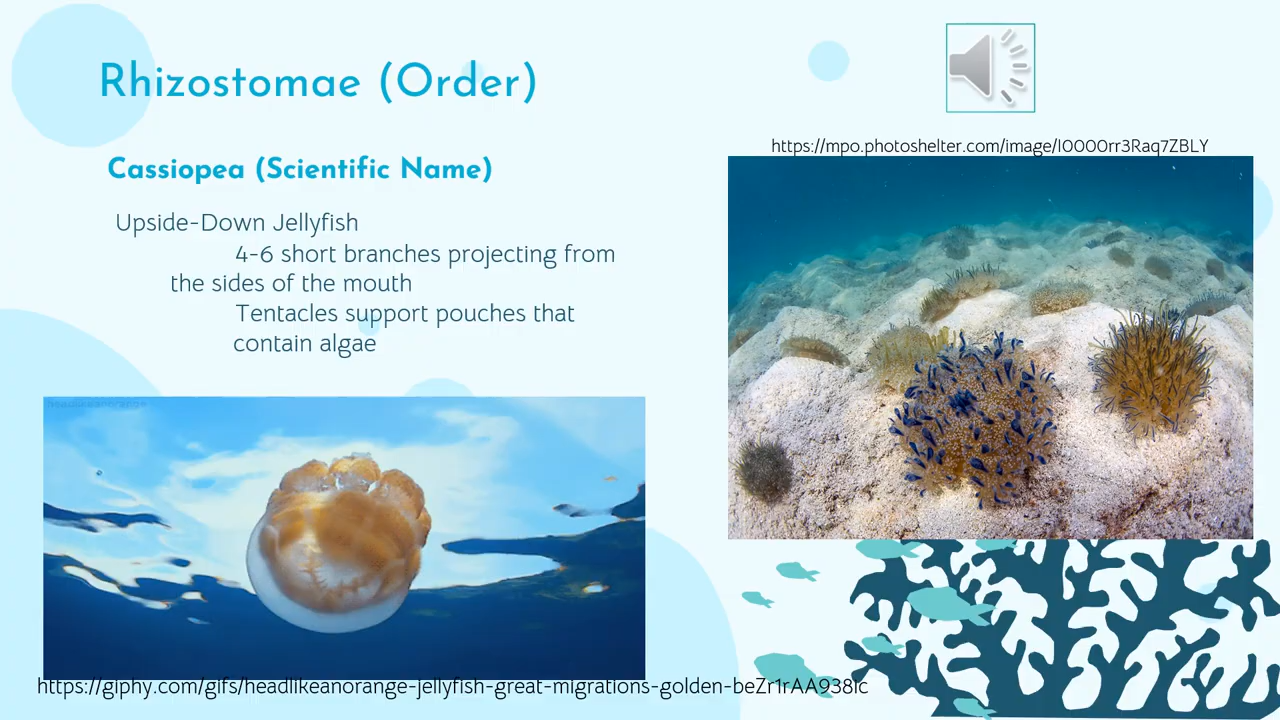 Rhizostomae (Order)
Cassiopea (Scientific Name)
Upside-Down Jellyfish
4-6 short branches projecting from
the sides of the mouth
Tentacles support pouches that
contain algae
https://mpo.photoshelter.com/image/I0000rr3Raq7ZBLY
headlikeanorange
https://giphy.com/gifs/headlikeanorange-jellyfish-great-migrations-golden-beZr1rAA938ic